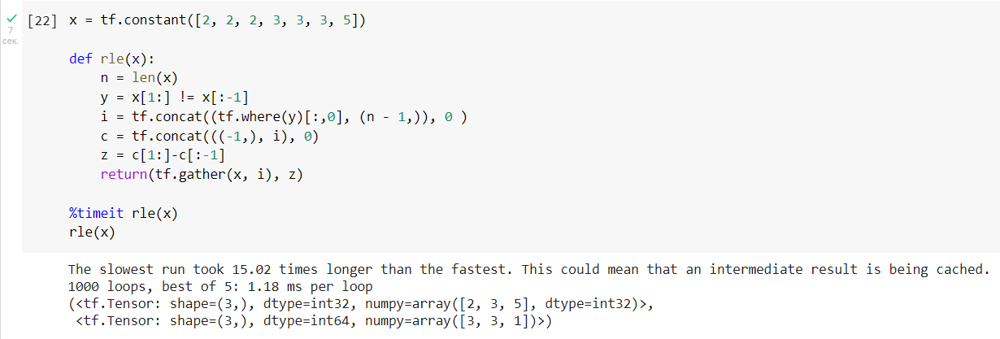 [22] x = tf.constant([2, 2, 2, 3, 3, 3, 5])
7
сек.
def rle(x):
    n = len(x)
    y = x[1:] != x[:-1]
    i = tf.concat((tf.where(y)[:,0], (n - 1,)), 0 )
    c = tf.concat(((-1,), i), 0)
    z = c[1:]-c[:-1]
    return(tf.gather(x, i), z)
%timeit rle(x)
rle(x)
The slowest run took 15.02 times longer than the fastest. This could mean that an intermediate result is being cached.
1000 loops, best of 5: 1.18 ms per loop
(<tf.Tensor: shape=(3,), dtype=int32, numpy=array([2, 3, 5], dtype=int32)>,
 <tf.Tensor: shape=(3,), dtype=int64, numpy=array([3, 3, 1])>)